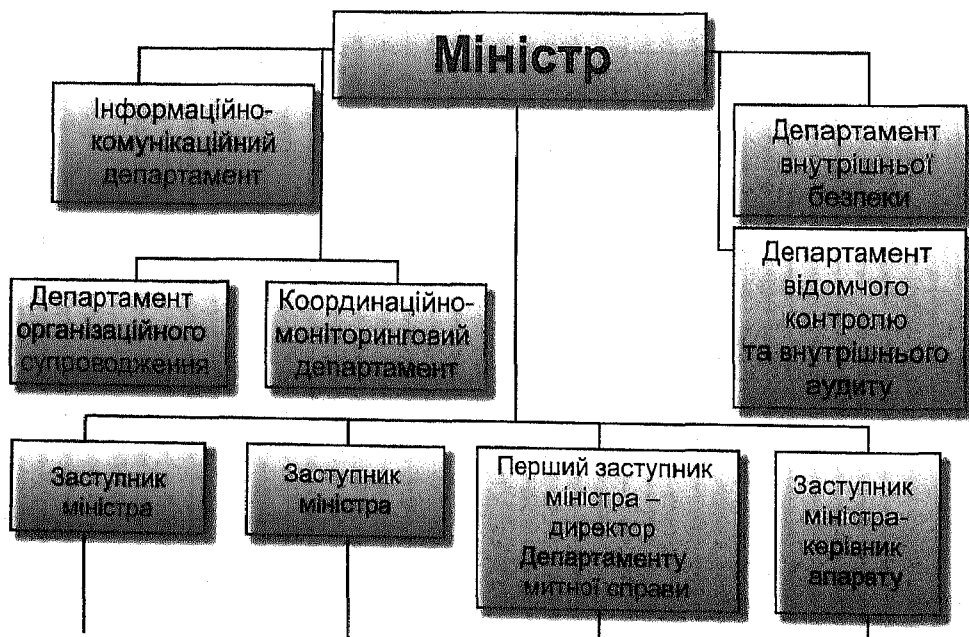 Міністр
Інформаційно-
комунікаційний
департамент
Департамент
внутрішньої
безпеки
Департамент
відомчого
контролю
та внутрішнього
аудиту
Департамент
організаційного
супроводження
Координаційно-
моніторинговий
департамент
Заступник
міністра
Заступник
міністра
Перший заступник
міністра –
директор
Департаменту
митної справи
Заступник
міністра-
керівник
апарату